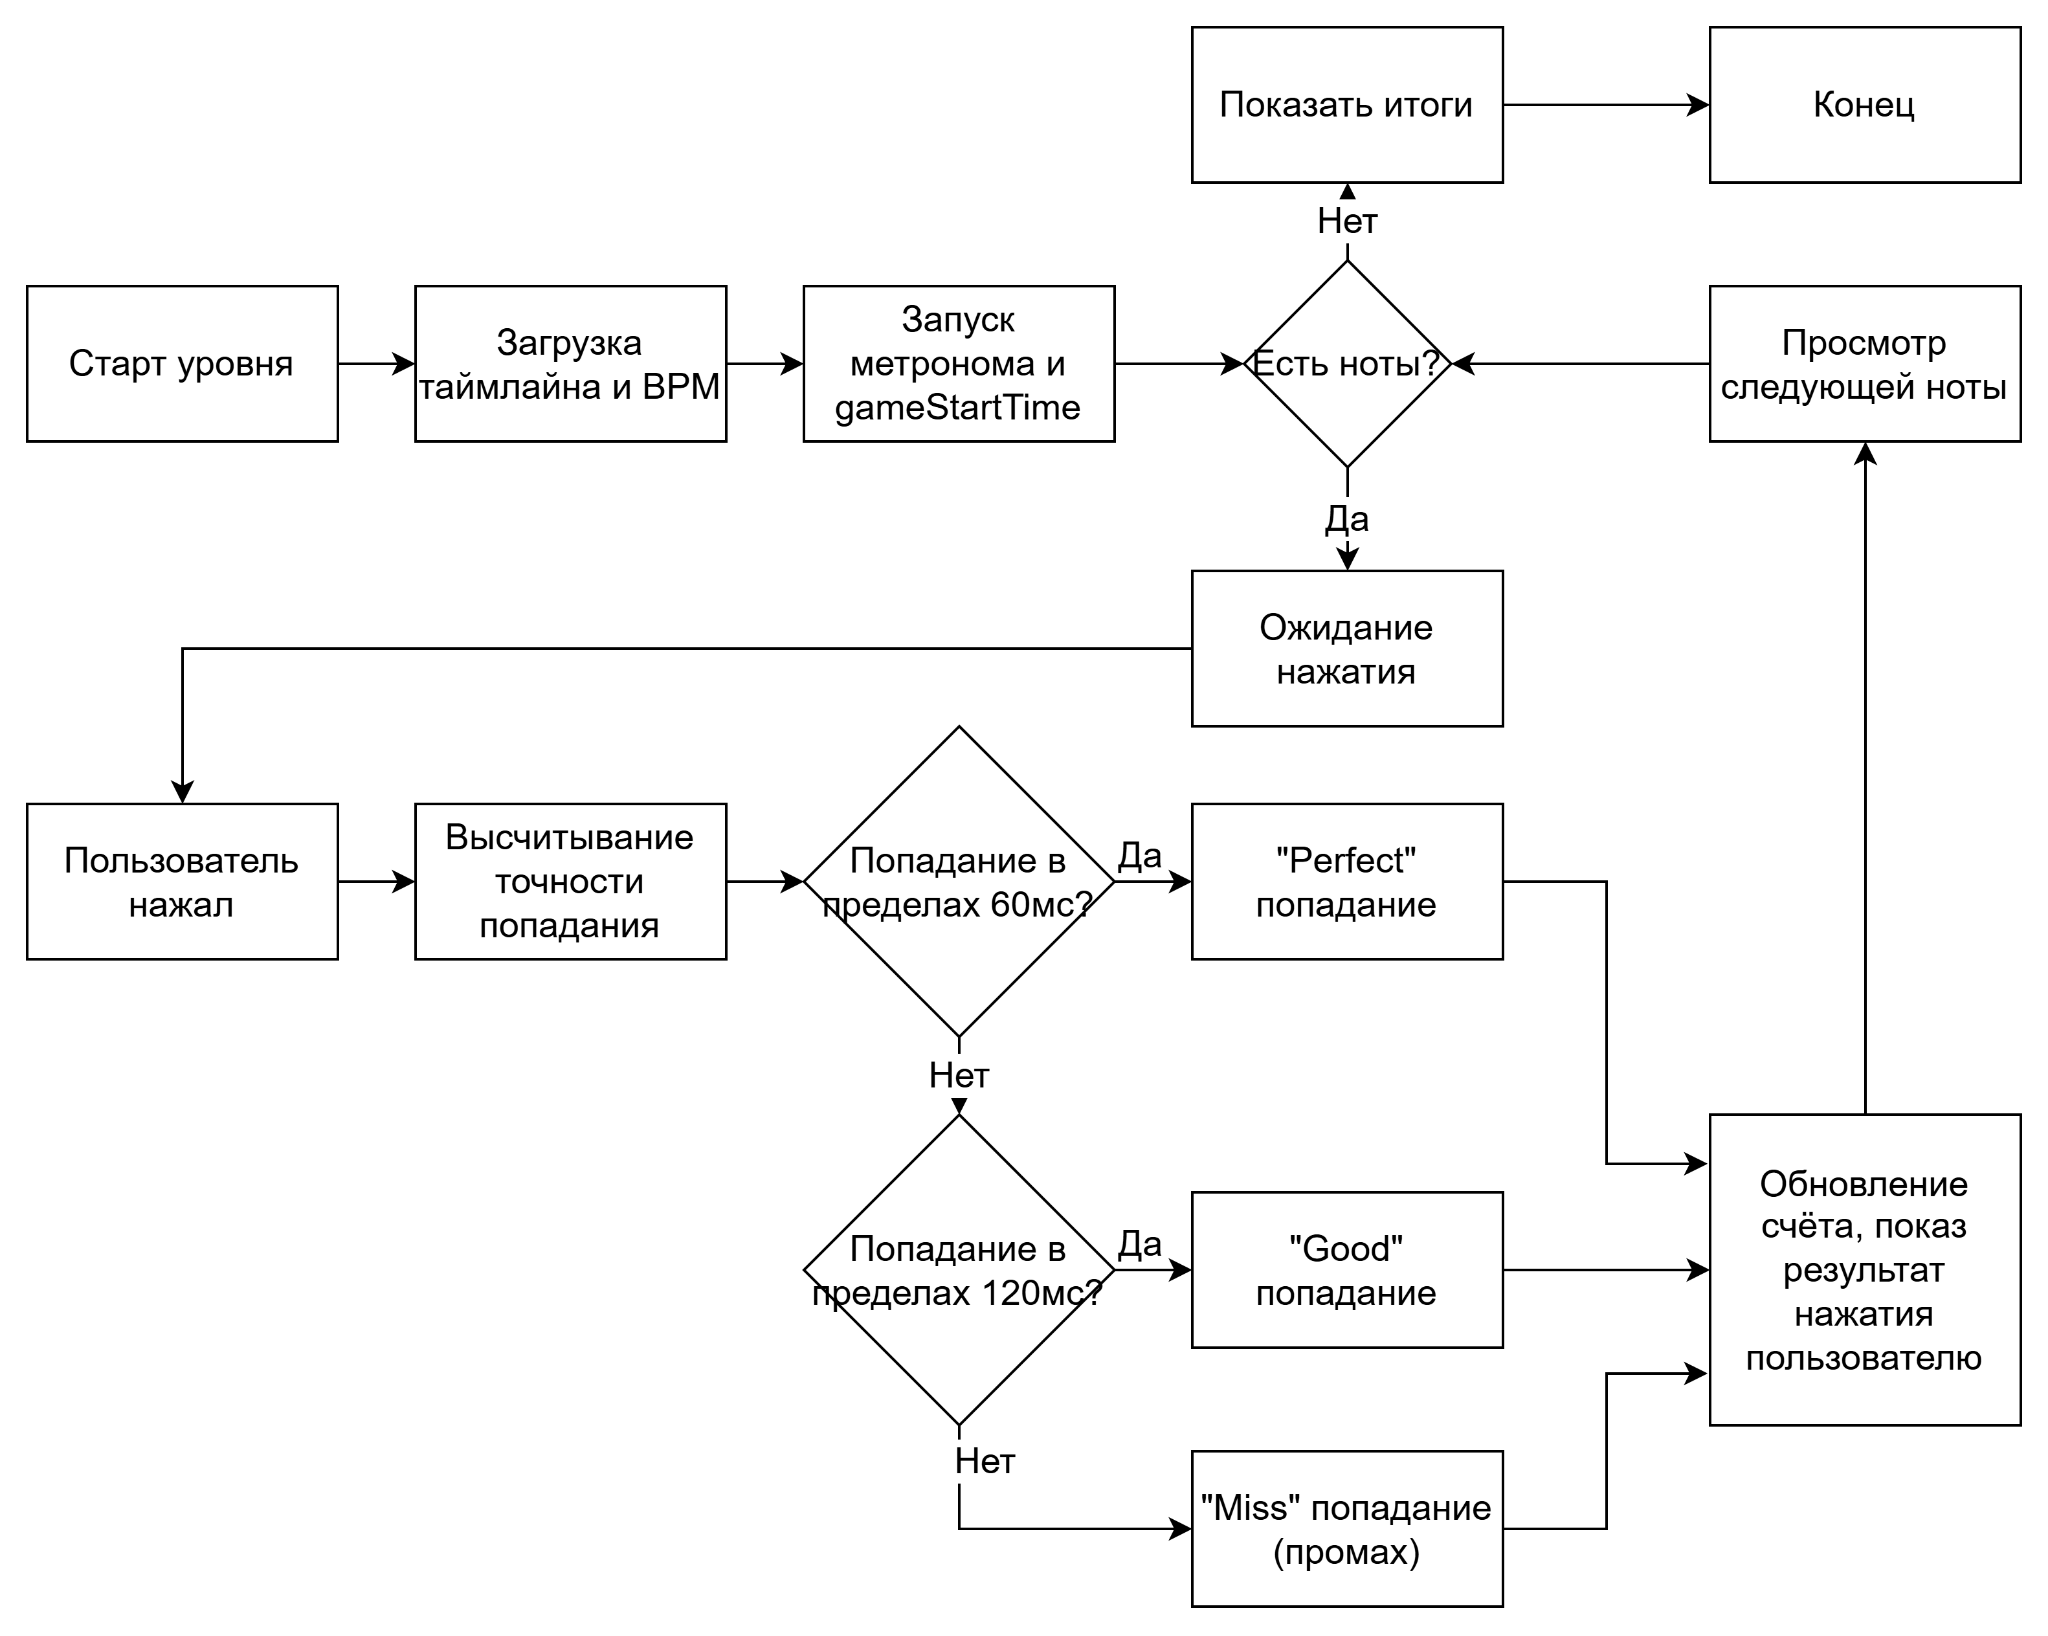 Показать итоги
Конец
Нет
Старт уровня
Загрузка
таймлайна и BPM
Запуск
метронома и
gameStartTime
Есть ноты?
Просмотр
следующей ноты
Да
Ожидание
нажатия
Пользователь
нажал
Высчитывание
точности
попадания
Попадание в
пределах 60мс?
Да
"Perfect"
попадание
Нет
Попадание в
пределах 120мс?
Да
"Good"
попадание
Обновление
счёта, показ
результат
нажатия
пользователю
Нет
"Miss" попадание
(промах)